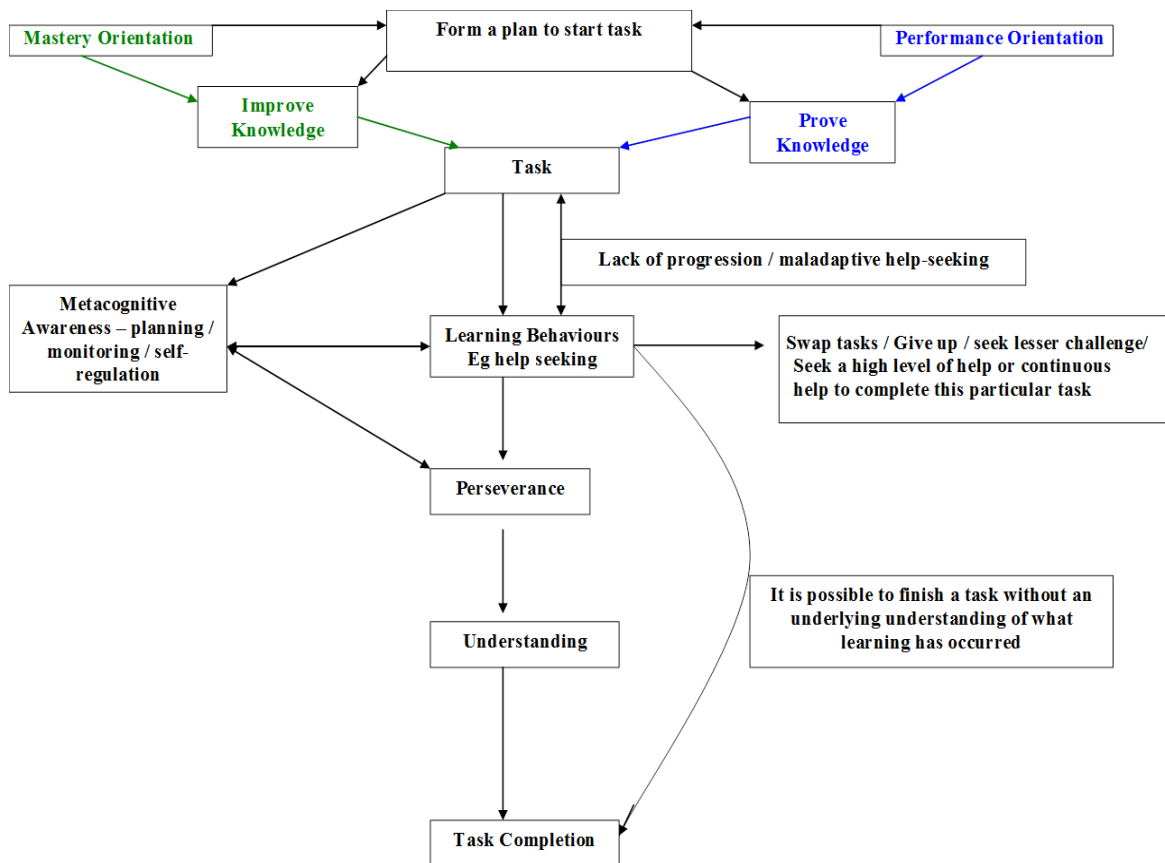 Mastery Orientation
Form a plan to start task
Performance Orientation
Improve
Knowledge
Prove
Knowledge
Task
Lack of progression / maladaptive help-seeking
Metacognitive
Awareness – planning /
monitoring / self-
regulation
Learning Behaviours
Eg help seeking
Swap tasks / Give up / seek lesser challenge/
Seek a high level of help or continuous
help to complete this particular task
Perseverance
It is possible to finish a task without an
underlying understanding of what
learning has occurred
Understanding
Task Completion